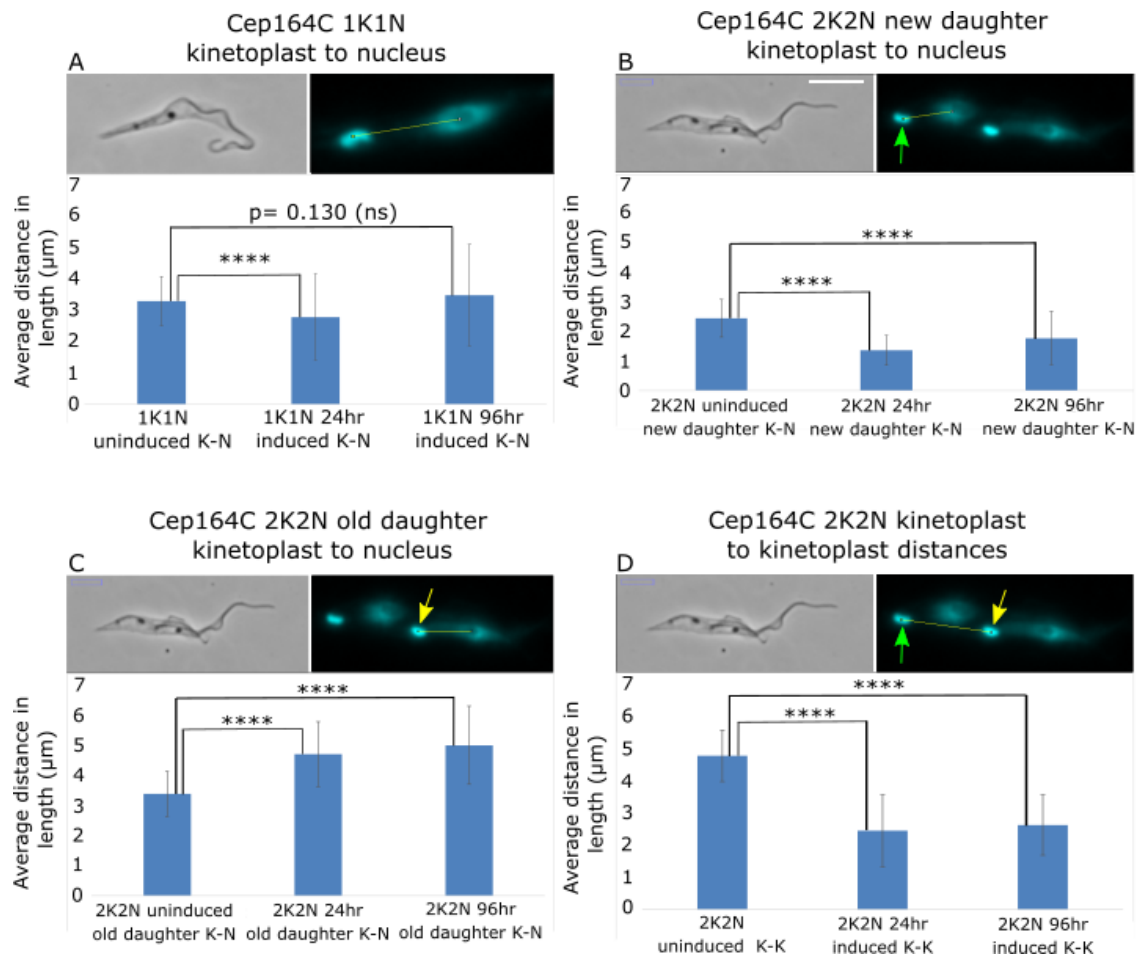 Cep164C 1K1N
kinetoplast to nucleus
A
Average distance in
length (µm)
7
6
5
4
3
2
1
0
p= 0.130 (ns)
****
1K1N
uninduced K-N
1K1N 24hr
induced K-N
1K1N 96hr
induced K-N
Cep164C 2K2N new daughter
kinetoplast to nucleus
B
Average distance in
length (µm)
7
6
5
4
3
2
1
0
****
****
2K2N uninduced
new daughter K-N
2K2N 24hr
new daughter K-N
2K2N 96hr
new daughter K-N
Cep164C 2K2N old daughter
kinetoplast to nucleus
C
Average distance in
length (µm)
7
6
5
4
3
2
1
0
****
****
2K2N uninduced
old daughter K-N
2K2N 24hr
old daughter K-N
2K2N 96hr
old daughter K-N
Cep164C 2K2N kinetoplast
to kinetoplast distances
D
Average distance in
length (µm)
7
6
5
4
3
2
1
0
****
****
2K2N
uninduced K-K
2K2N 24hr
induced K-K
2K2N 96hr
induced K-K